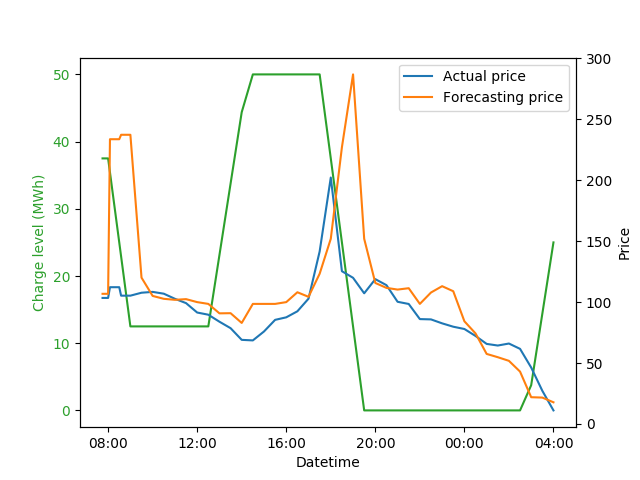 Actual price
Forecasting price
Charge level (MWh)
50
40
30
20
10
0
300
250
200
150
100
50
0
Price
08:00 12:00 16:00 20:00 00:00 04:00
Datetime